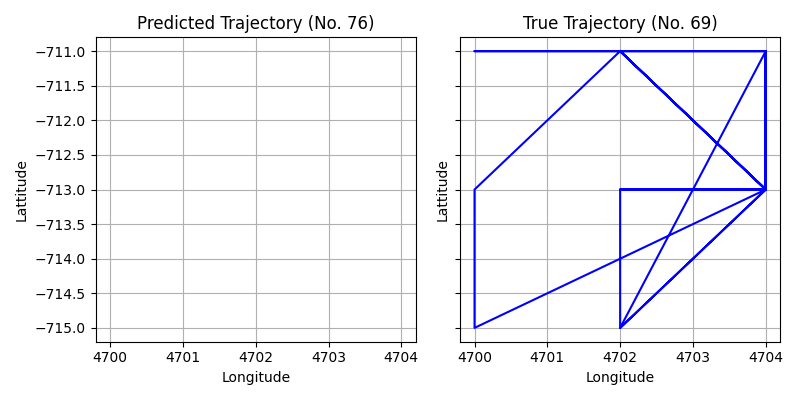 Predicted Trajectory (No. 76)
−711.0
−711.5
−712.0
−712.5
−713.0
−713.5
−714.0
−714.5
−715.0
Lattitude
4700 4701 4702 4703 4704
Longitude
True Trajectory (No. 69)
Lattitude
4700 4701 4702 4703 4704
Longitude